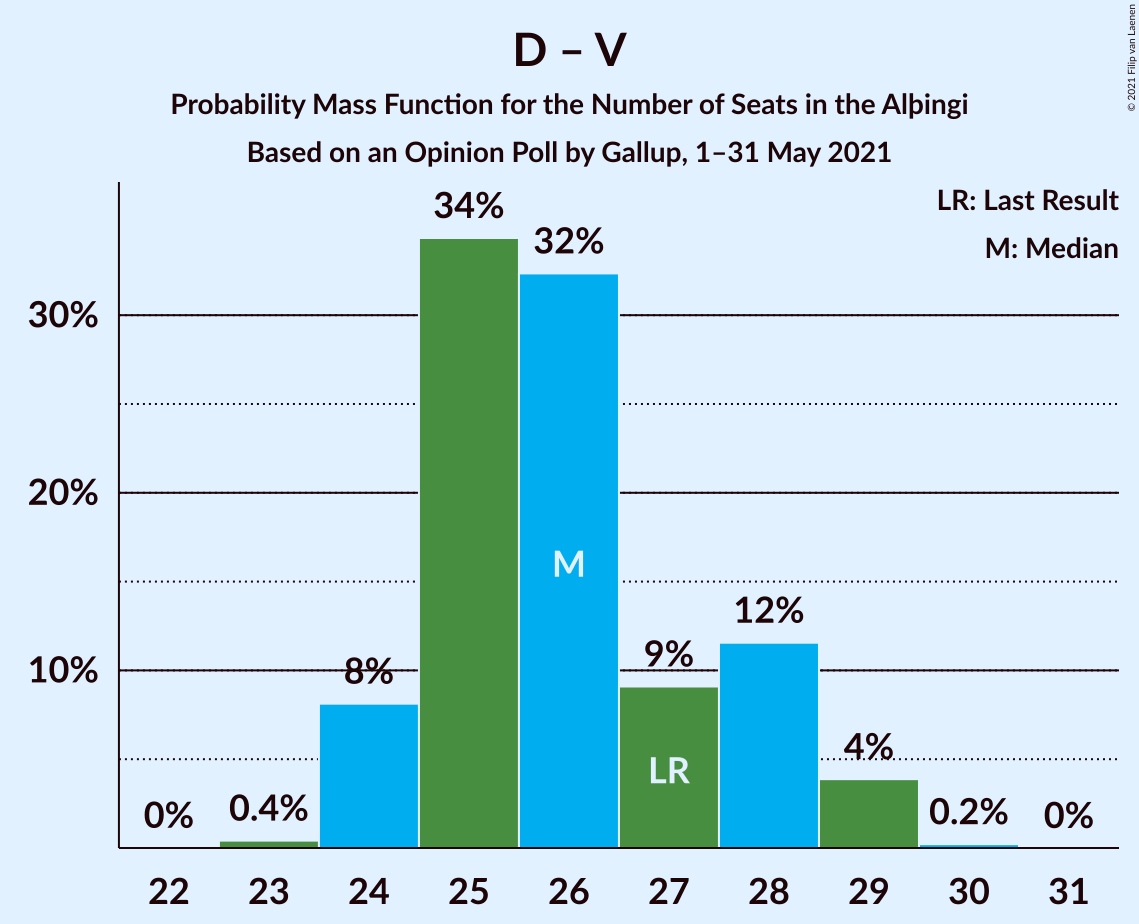 D – V
Probability Mass Function for the Number of Seats in the Alþingi
Based on an Opinion Poll by Gallup, 1–31 May 2021
© 2021 Filip van Laenen
LR: Last Result
M: Median
34%
32%
30%
20%
M
12%
10%
8%
9%
LR
4%
0%
0.4%
0.2%
0%
22 23 24 25 26 27 28 29 30 31